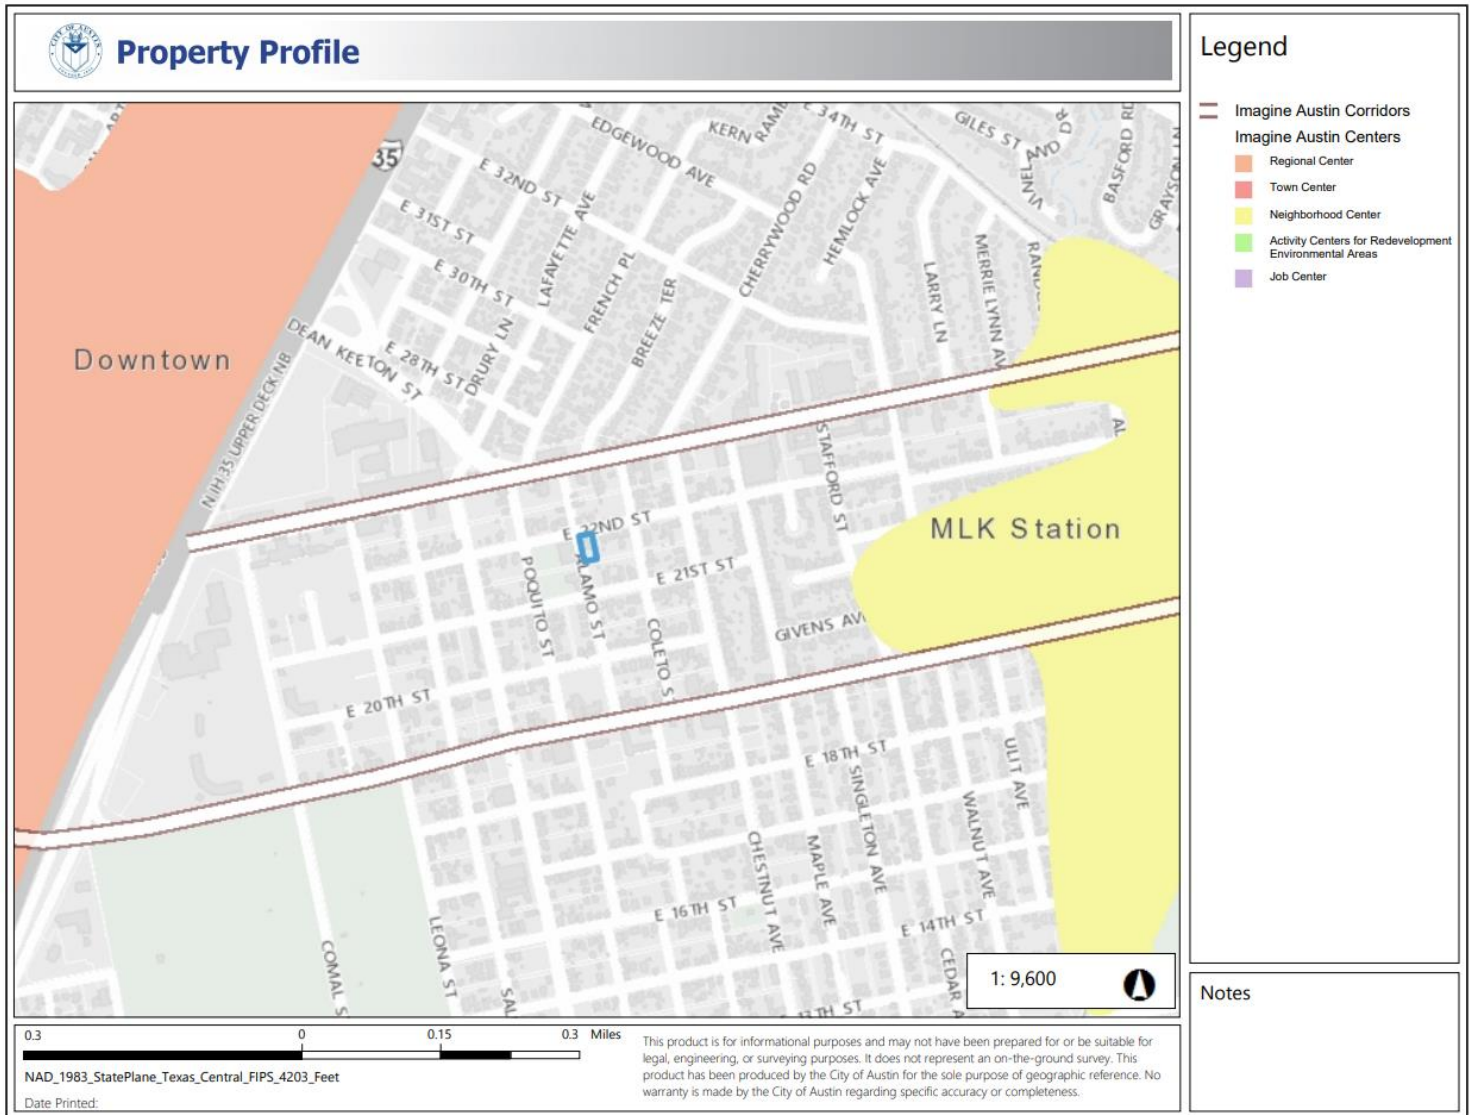 CITY OF AUSTIN
Property Profile
Legend
Imagine Austin Corridors
Imagine Austin Centers
Regional Center
Town Center
Neighborhood Center
Activity Centers for Redevelopment
Environmental Areas
Job Center
35
E 34TH ST
GILES ST
BASFORD RD
EDGEWOOD AVE
E 32ND ST
CHERRYWOOD RD
HEMLOCK AVE
E 31ST ST
LAFAYETTE AVE
FRENCH PL
E 30TH ST
BREEZE TER
LARRY LN
MERRIE LYNN AV
DEAN KEETON ST
E 28TH ST
DRURY LN
Downtown
N IH 35 UPPER DECK NB
STAFFORD ST
AL
E 22ND ST
MLK Station
POQUITO ST
ALAMO ST
E 21ST ST
COLETO S
GIVENS AV
E 20TH ST
E 18TH ST
SINGLETON AVE
ULIT AVE
WALNUT AVE
CHESTNUT AVE
MAPLE AVE
E 16TH ST
E 14TH ST
LEONA ST
COMAL S
SAL
CEDAR A
13TH ST
1: 9,600
Notes
0.3 0 0.15 0.3 Miles
NAD_1983_StatePlane_Texas_Central_FIPS_4203_Feet
Date Printed:
This product is for informational purposes and may not have been prepared for or be suitable for
legal, engineering, or surveying purposes. It does not represent an on-the-ground survey. This
product has been produced by the City of Austin for the sole purpose of geographic reference. No
warranty is made by the City of Austin regarding specific accuracy or completeness.